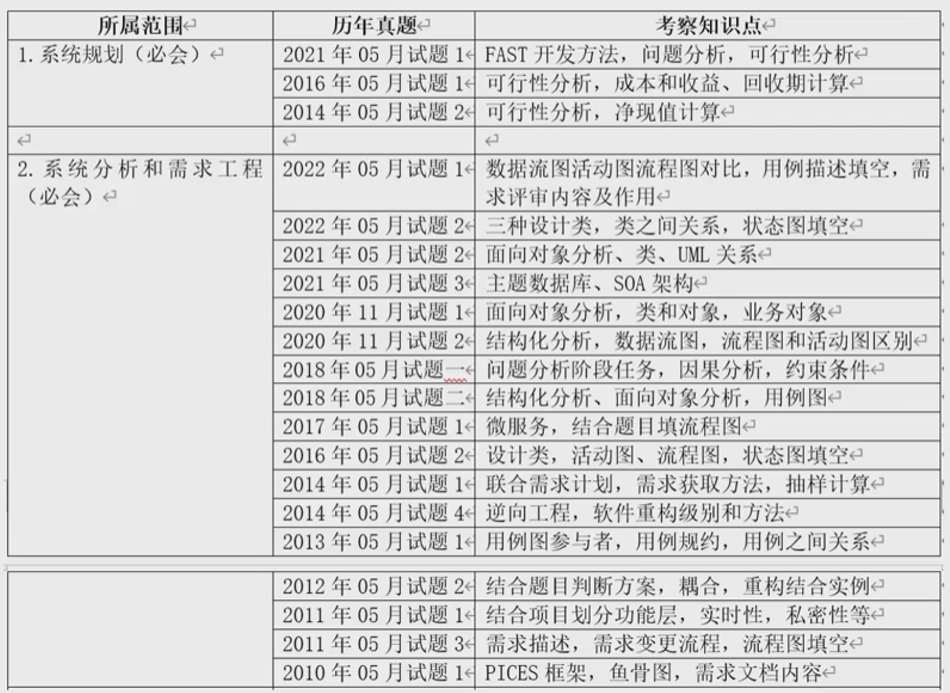 所属范围 历年真题 考察知识点
1.系统规划（必会） 2021 年 05 月试题 1 FAST 开发方法，问题分析，可行性分析
2016 年 05 月试题 1 可行性分析，成本和收益、回收期计算
2014 年 05 月试题 2 可行性分析，净现值计算
2.系统分析和需求工程 2022 年 05 月试题 1 数据流图活动图流程图对比，用例描述填空，需
（必会） 求评审内容及作用
2022 年 05 月试题 2 三种设计类，类之间关系，状态图填空
2021 年 05 月试题 2 面向对象分析、类、UML 关系
2021 年 05 月试题 3 主题数据库、SOA 架构
2020 年 11 月试题 1 面向对象分析，类和对象，业务对象
2020 年 11 月试题 2 结构化分析，数据流图，流程图和活动图区别
2018 年 05 月试题一 问题分析阶段任务，因果分析，约束条件
2018 年 05 月试题二 结构化分析、面向对象分析，用例图
2017 年 05 月试题 1 微服务，结合题目填流程图
2016 年 05 月试题 2 设计类，活动图、流程图，状态图填空
2014 年 05 月试题 1 联合需求计划，需求获取方法，抽样计算
2014 年 05 月试题 4 逆向工程，软件重构级别和方法
2013 年 05 月试题 1 用例图参与者，用例规约，用例之间关系
2012 年 05 月试题 2 结合题目判断方案，耦合，重构结合实例
2011 年 05 月试题 1 结合项目划分功能层，实时性，私密性等
2011 年 05 月试题 3 需求描述，需求变更流程，流程图填空
2010 年 05 月试题 1 PICES 框架，鱼骨图，需求文档内容